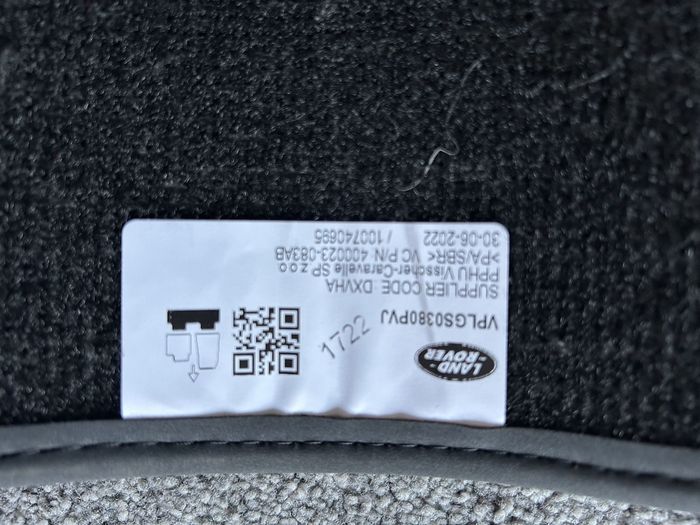 LAND-
-ROVER
VPLGS0380PVJ
1722
SUPPLIER CODE DXVHA
PPHU Visscher-Caravelle SP z o o
>PA/SBR< VC P/N 400023-083AB
/ 100740695
30-06-2022